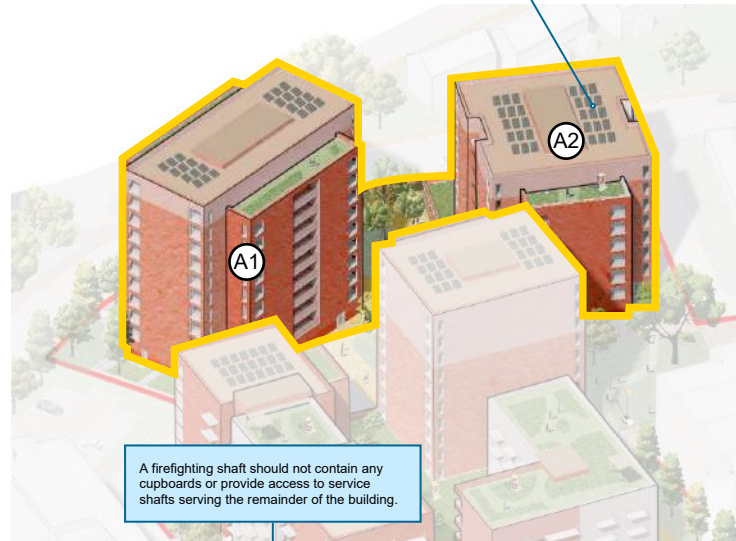 A2
A1
A firefighting shaft should not contain any
cupboards or provide access to service
shafts serving the remainder of the building.